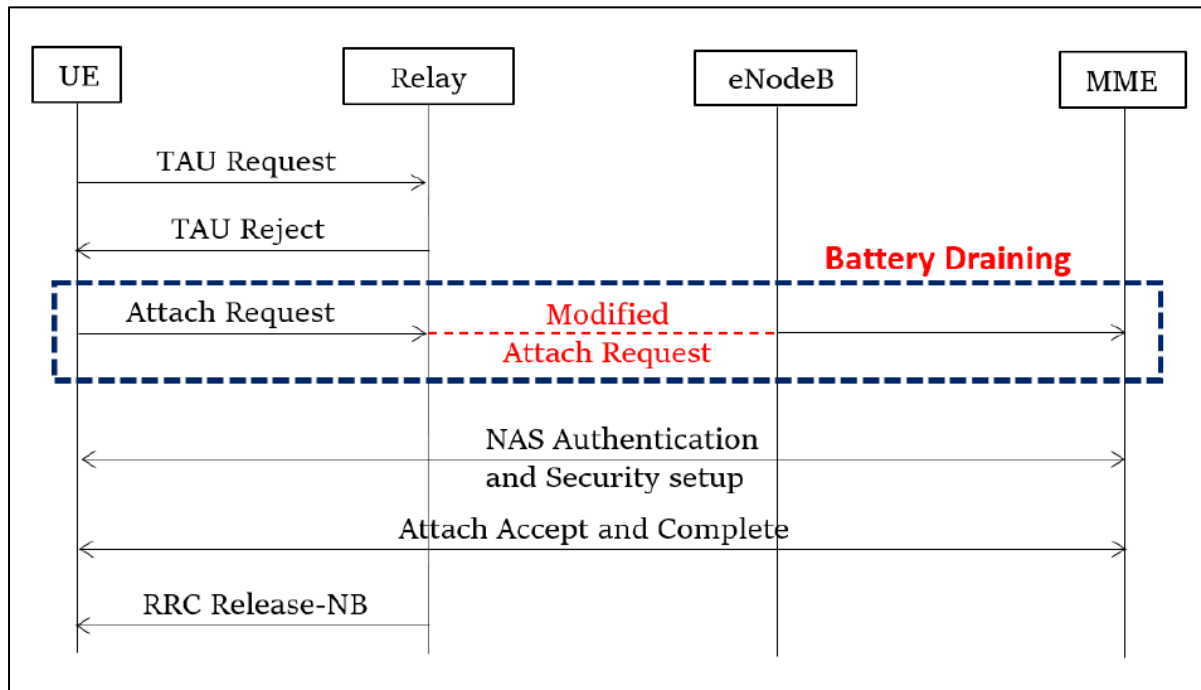 UE
Relay
eNodeB
MME
TAU Request
TAU Reject
Battery Draining
Attach Request
Modified
Attach Request
NAS Authentication
and Security setup
Attach Accept and Complete
RRC Release-NB